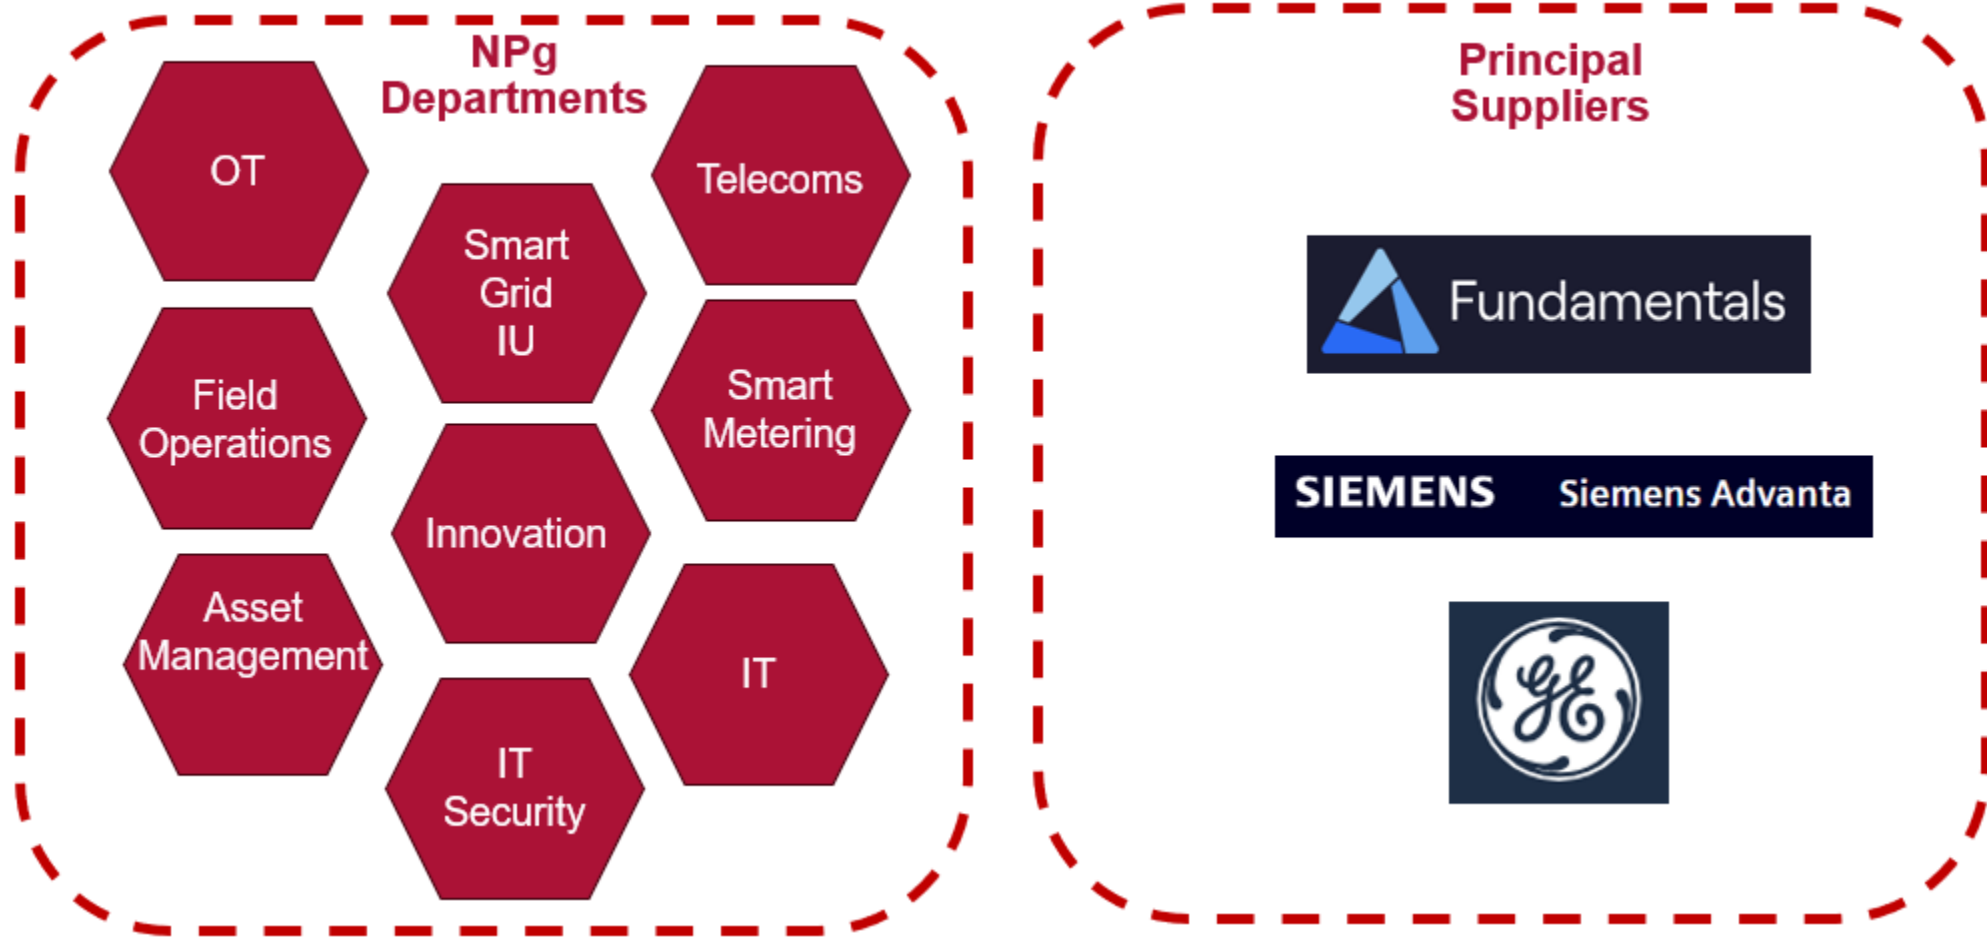 NPg
Departments
OT
Telecoms
Smart
Grid
IU
Field
Operations
Smart
Metering
Innovation
Asset
Management
IT
IT
Security
Principal
Suppliers
Fundamentals
SIEMENS Siemens Advanta
GE